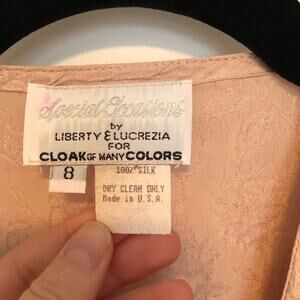 Special Occasions
by
LIBERTY & LUCREZIA
FOR
CLOAK OF MANY COLORS
8
100% SILK
DRY CLEAN ONLY
Made in U.S.A.